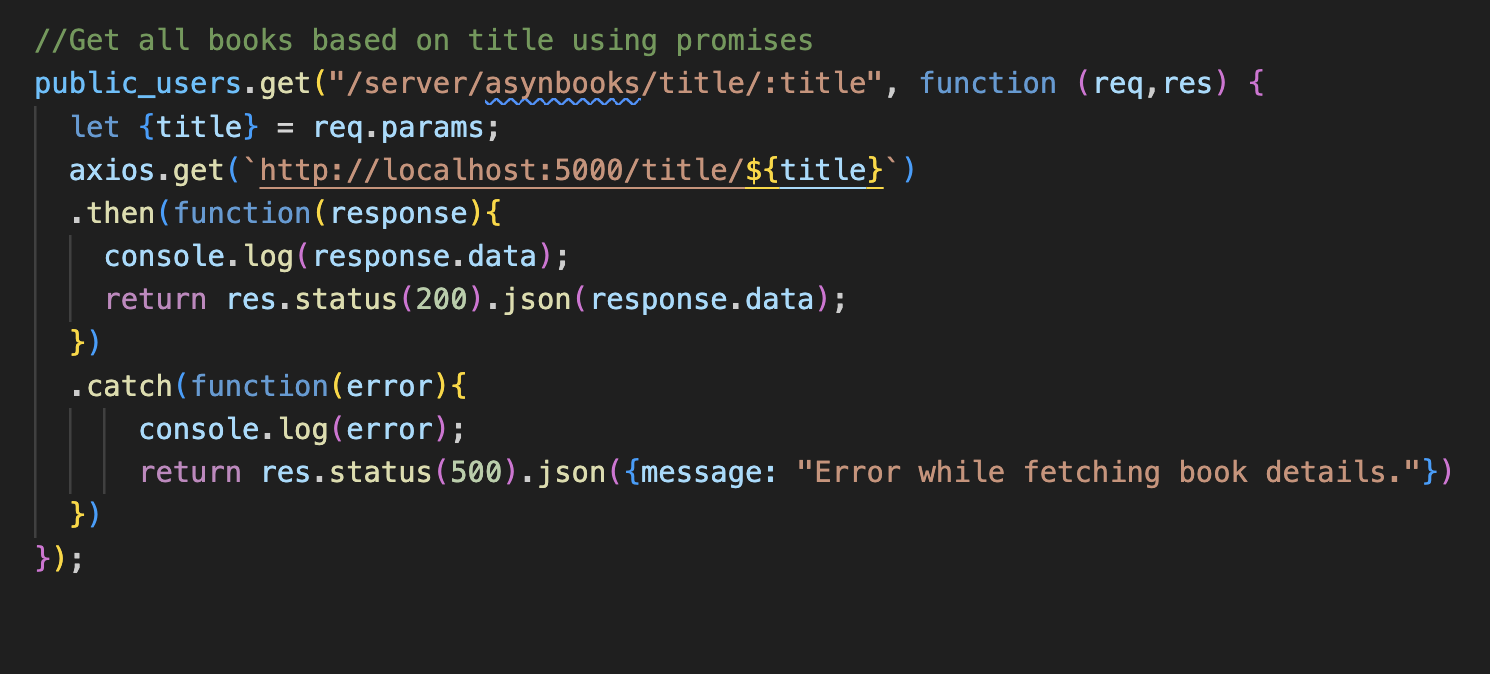 //Get all books based on title using promises
public_users.get("/server/asynbooks/title/:title", function (req,res) {
  let {title} = req.params;
  axios.get(`http://localhost:5000/title/${title}`)
  .then(function(response){
    console.log(response.data);
    return res.status(200).json(response.data);
  })
  .catch(function(error){
      console.log(error);
      return res.status(500).json({message: "Error while fetching book details."})
  })
});